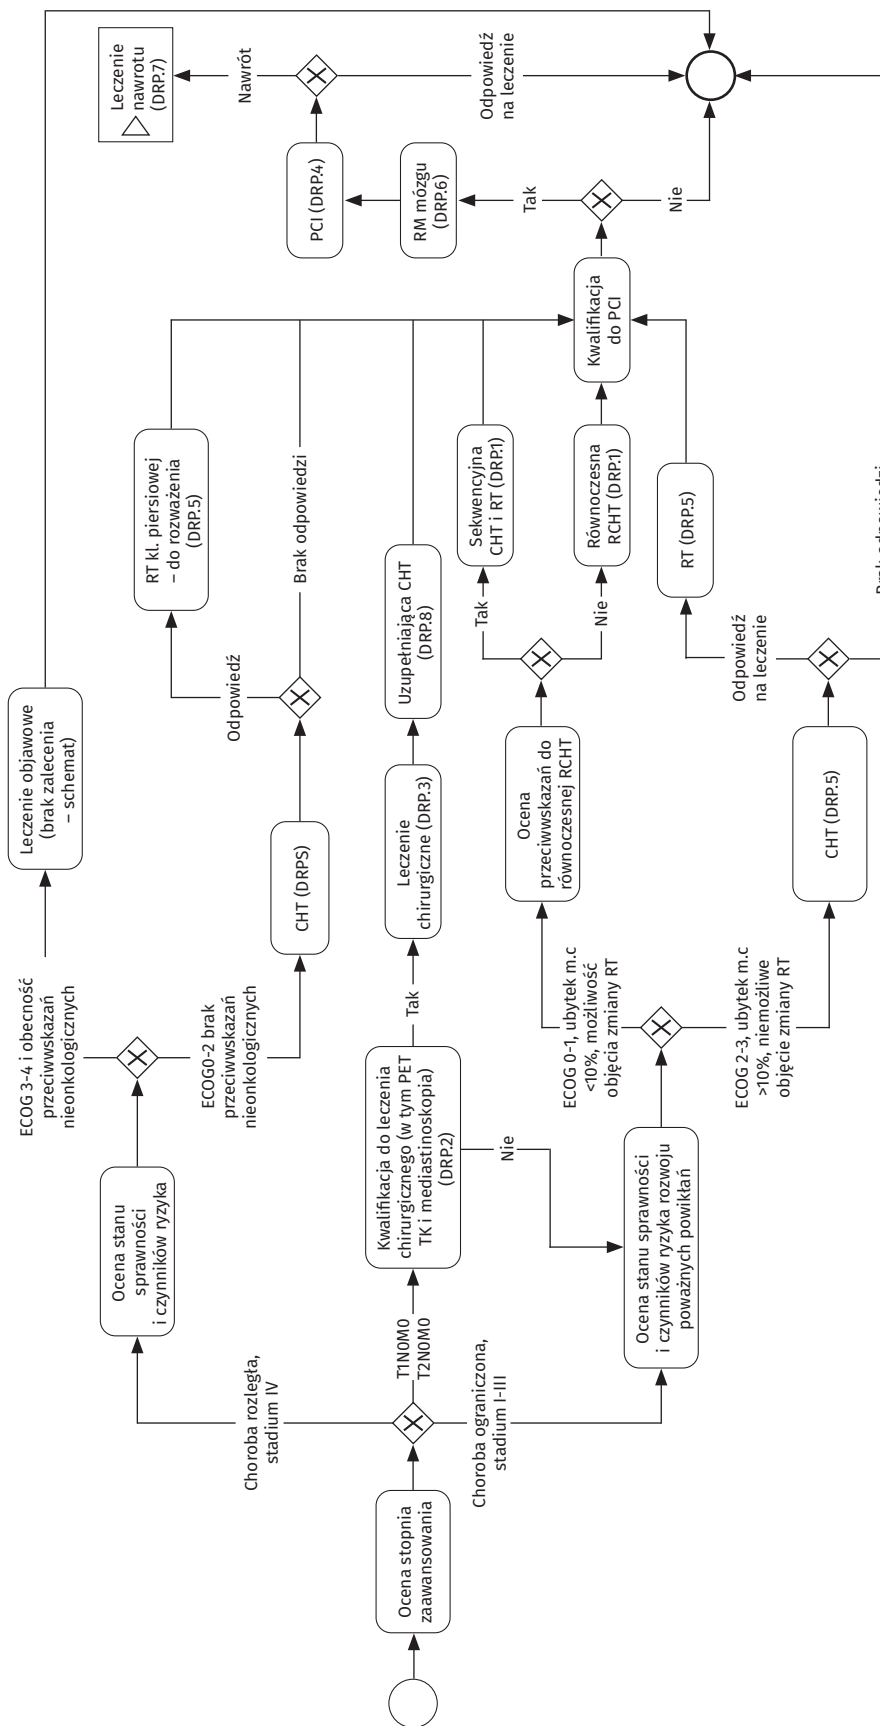 Ocena stopnia
zaawansowania
Choroba rozległa,
stadium IV
T1N0M0
T2N0M0
Choroba ograniczona,
stadium I-III
Ocena stanu
sprawności
i czynników ryzyka
ECOG 3-4 i obecność
przeciwwskazań
nieonkologicznych
ECOG0-2 brak
przeciwwskazań
nieonkologicznych
Leczenie objawowe
(brak zalecenia
– schemat)
CHT (DRPS)
Odpowiedź
Brak odpowiedzi
RT kl. piersiowej
– do rozważenia
(DRP.5)
Kwalifikacja do leczenia
chirurgicznego (w tym PET
TK i mediastinoskopia)
(DRP.2)
Tak
Nie
Leczenie
chirurgiczne (DRP.3)
Uzupełniająca CHT
(DRP.8)
Ocena stanu sprawności
i czynników ryzyka rozwoju
poważnych powikłań
ECOG 0-1, ubytek m.c
<10%, możliwość
objęcia zmiany RT
ECOG 2-3, ubytek m.c
>10%, niemożliwe
objęcie zmiany RT
Ocena
przeciwwskazań do
równoczesnej RCHT
Tak
Nie
Sekwencyjna
CHT i RT (DRP.1)
Równoczesna
RCHT (DRP.1)
CHT (DRP.5)
Odpowiedź
na leczenie
RT (DRP.5)
Kwalifikacja
do PCI
Tak
Nie
RM mózgu
(DRP.6)
PCI (DRP.4)
Nawrót
Odpowiedź
na leczenie
Leczenie
nawrotu
(DRP.7)